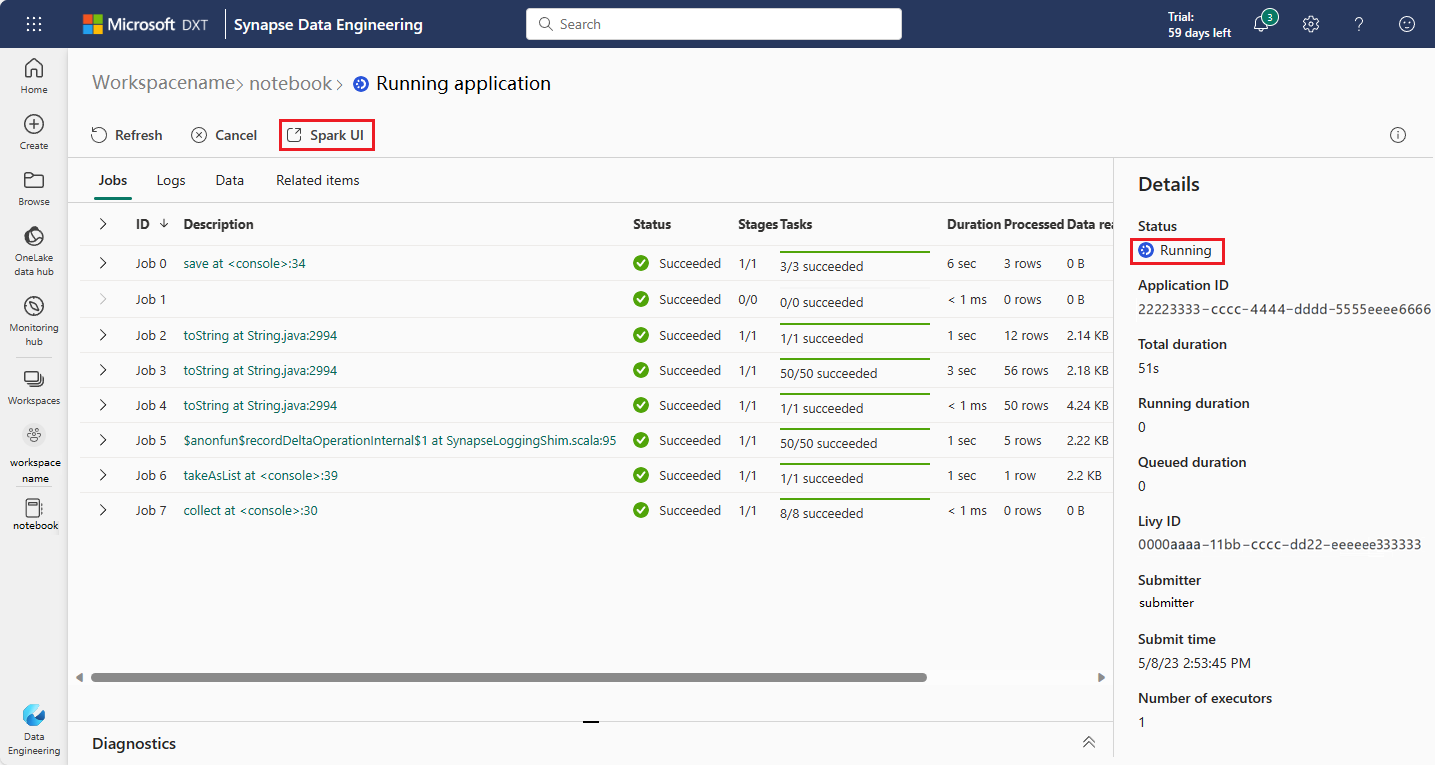 Microsoft DXT Synapse Data Engineering Search Trial: 59 days left 3 ?
Home
Create
Browse
OneLake
data hub
Monitoring
hub
Workspaces
workspace
name
notebook
Data
Engineering
Workspacename> notebook> Running application
Refresh Cancel Spark UI
Jobs Logs Data Related items
ID ↓ Description Status Stages Tasks Duration Processed Data rea
Job 0 save at <console>:34 Succeeded 1/1 3/3 succeeded 6 sec 3 rows 0 B
Job 1 Succeeded 0/0 0/0 succeeded < 1 ms 0 rows 0 B
Job 2 toString at String.java:2994 Succeeded 1/1 1/1 succeeded 1 sec 12 rows 2.14 KB
Job 3 toString at String.java:2994 Succeeded 1/1 50/50 succeeded 3 sec 56 rows 2.18 KB
Job 4 toString at String.java:2994 Succeeded 1/1 1/1 succeeded < 1 ms 50 rows 4.24 KB
Job 5 $anonfun$recordDeltaOperationInternal$1 at SynapseLoggingShim.scala:95 Succeeded 1/1 50/50 succeeded 1 sec 5 rows 2.22 KB
Job 6 takeAsList at <console>:39 Succeeded 1/1 1/1 succeeded 1 sec 1 row 2.2 KB
Job 7 collect at <console>:30 Succeeded 1/1 8/8 succeeded < 1 ms 0 rows 0 B
Diagnostics
Details
Status
Running
Application ID
22223333-cccc-4444-dddd-5555eeee6666
Total duration
51s
Running duration
0
Queued duration
0
Livy ID
0000aaaa-11bb-cccc-dd22-eeeeee333333
Submitter
submitter
Submit time
5/8/23 2:53:45 PM
Number of executors
1